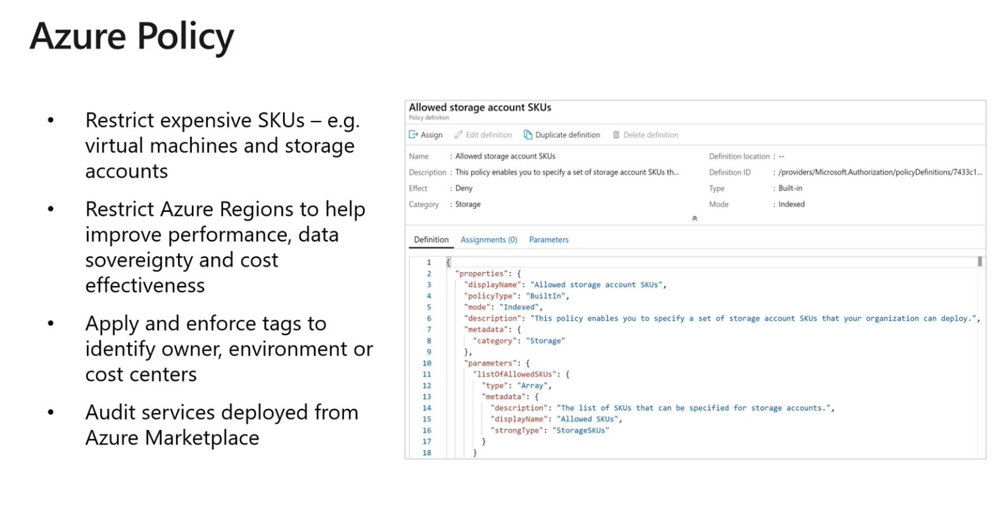 Azure Policy
• Restrict expensive SKUs – e.g.
virtual machines and storage
accounts
• Restrict Azure Regions to help
improve performance, data
sovereignty and cost
effectiveness
• Apply and enforce tags to
identify owner, environment or
cost centers
• Audit services deployed from
Azure Marketplace
Allowed storage account SKUs
Policy definition
Assign Edit definition Duplicate definition Delete definition
Name : Allowed storage account SKUs Definition location : --
Description : This policy enables you to specify a set of storage account SKUs th... Definition ID : /providers/Microsoft.Authorization/policyDefinitions/7433c1...
Effect : Deny Type : Built-in
Category : Storage Mode : Indexed
Definition Assignments (0) Parameters
1 {
2 "properties": {
3 "displayName": "Allowed storage account SKUs",
4 "policyType": "BuiltIn",
5 "mode": "Indexed",
6 "description": "This policy enables you to specify a set of storage account SKUs that your organization can deploy.",
7 "metadata": {
8 "category": "Storage"
9 },
10 "parameters": {
11 "listOfAllowedSKUs": {
12 "type": "Array",
13 "metadata": {
14 "description": "The list of SKUs that can be specified for storage accounts.",
15 "displayName": "Allowed SKUs",
16 "strongType": "StorageSKUs"
17 }
18 }